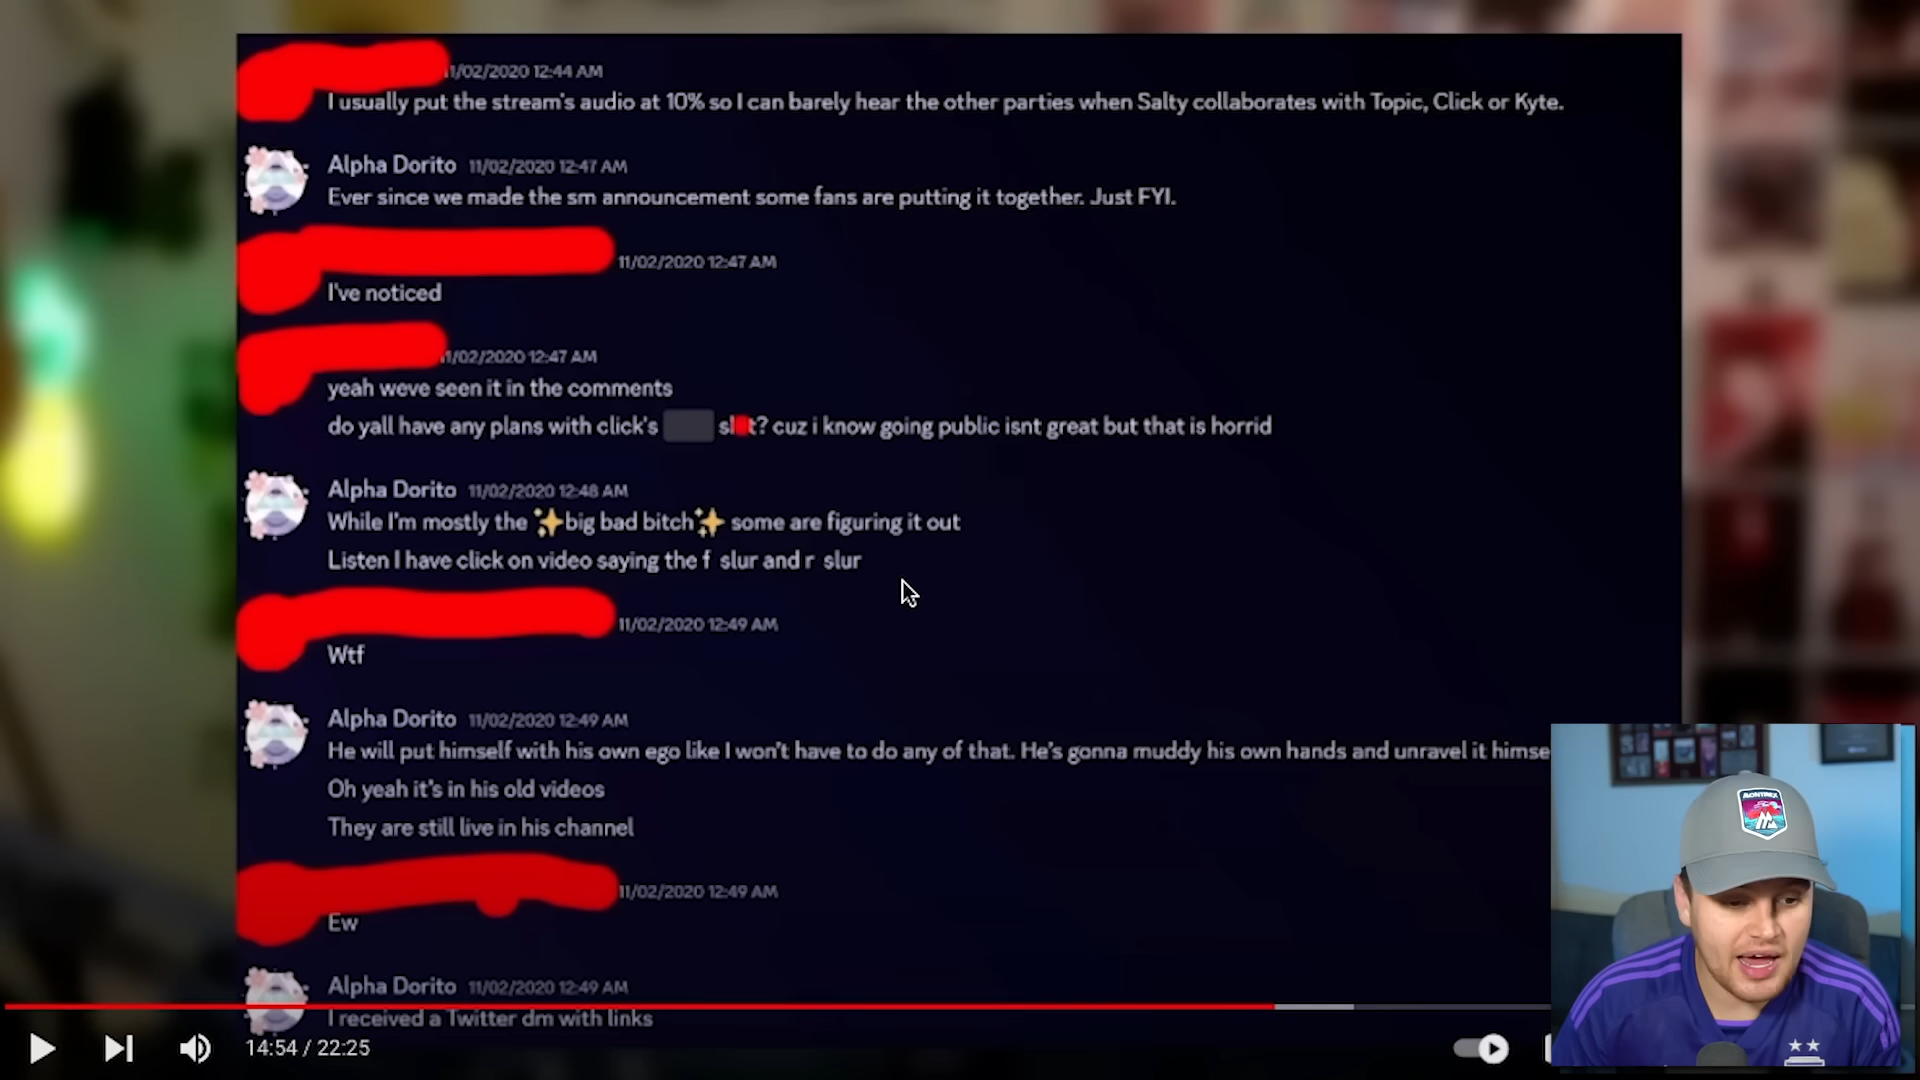 1/02/2020 12:44 AM
I usually put the stream's audio at 10% so I can barely hear the other parties when Salty collaborates with Topic, Click or Kyte.
Alpha Dorito 11/02/2020 12:47 AM
Ever since we made the sm announcement some fans are putting it together. Just FYI.
11/02/2020 12:47 AM
I've noticed
1/02/2020 12:47 AM
yeah weve seen it in the comments
do yall have any plans with click's sl t? cuz i know going public isnt great but that is horrid
Alpha Dorito 11/02/2020 12:48 AM
While I'm mostly the ✨big bad bitch✨ some are figuring it out
Listen I have click on video saying the f slur and r slur
11/02/2020 12:49 AM
Wtf
Alpha Dorito 11/02/2020 12:49 AM
He will put himself with his own ego like I won't have to do any of that. He's gonna muddy his own hands and unravel it himse
Oh yeah it's in his old videos
They are still live in his channel
11/02/2020 12:49 AM
Ew
Alpha Dorito 11/02/2020 12:49 AM
I received a Twitter dm with links
14:54 / 22:25
MONTIREX